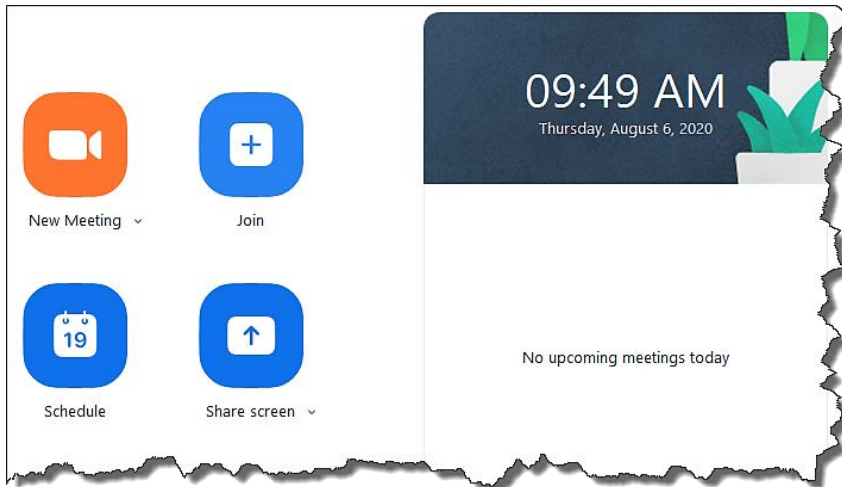 09:49 AM
Thursday, August 6, 2020
New Meeting
Join
19
Schedule
Share screen
No upcoming meetings today